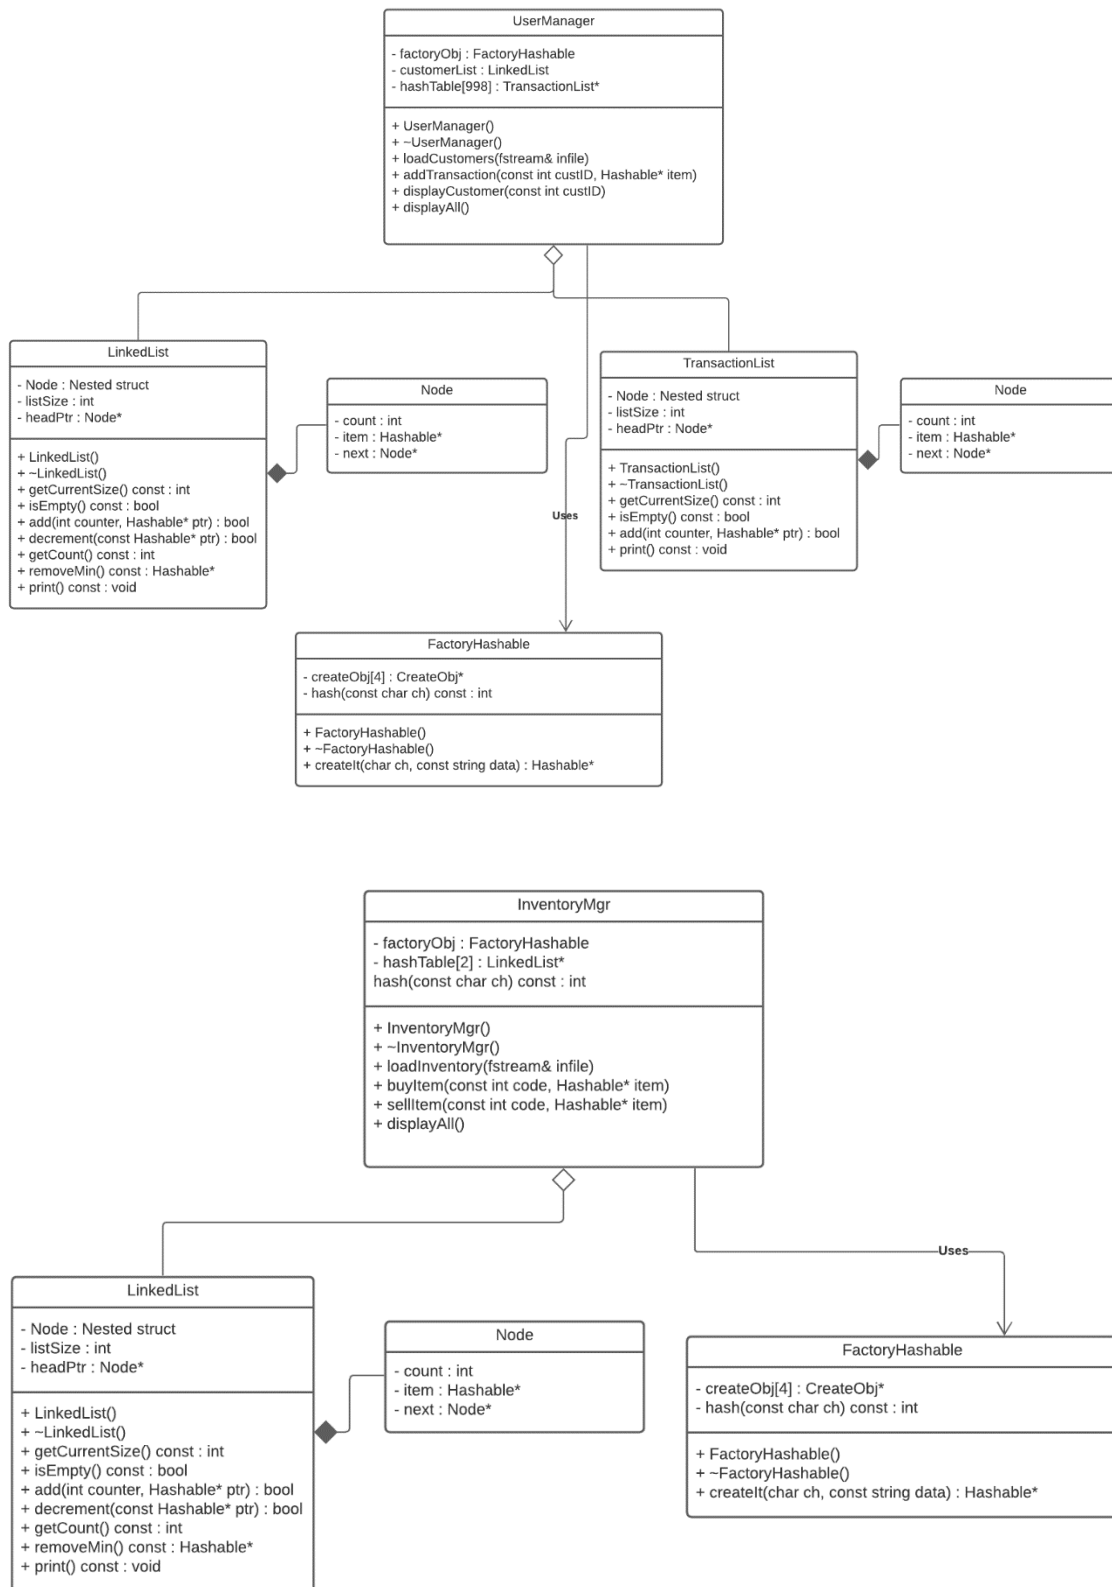 UserManager
- factoryObj : FactoryHashable
- customerList : LinkedList
- hashTable[998] : TransactionList*
+ UserManager()
+ ~UserManager()
+ loadCustomers(fstream& infile)
+ addTransaction(const int custID, Hashable* item)
+ displayCustomer(const int custID)
+ displayAll()
LinkedList
- Node : Nested struct
- listSize : int
- headPtr : Node*
+ LinkedList()
+ ~LinkedList()
+ getCurrentSize() const : int
+ isEmpty() const : bool
+ add(int counter, Hashable* ptr) : bool
+ decrement(const Hashable* ptr) : bool
+ getCount() const : int
+ removeMin() const : Hashable*
+ print() const : void
Node
- count : int
- item : Hashable*
- next : Node*
Uses
TransactionList
- Node : Nested struct
- listSize : int
- headPtr : Node*
+ TransactionList()
+ ~TransactionList()
+ getCurrentSize() const : int
+ isEmpty() const : bool
+ add(int counter, Hashable* ptr) : bool
+ print() const : void
Node
- count : int
- item : Hashable*
- next : Node*
FactoryHashable
- createObj[4] : CreateObj*
- hash(const char ch) const : int
+ FactoryHashable()
+ ~FactoryHashable()
+ createIt(char ch, const string data) : Hashable*
InventoryMgr
- factoryObj : FactoryHashable
- hashTable[2] : LinkedList*
hash(const char ch) const : int
+ InventoryMgr()
+ ~InventoryMgr()
+ loadInventory(fstream& infile)
+ buyItem(const int code, Hashable* item)
+ sellItem(const int code, Hashable* item)
+ displayAll()
Uses
LinkedList
- Node : Nested struct
- listSize : int
- headPtr : Node*
+ LinkedList()
+ ~LinkedList()
+ getCurrentSize() const : int
+ isEmpty() const : bool
+ add(int counter, Hashable* ptr) : bool
+ decrement(const Hashable* ptr) : bool
+ getCount() const : int
+ removeMin() const : Hashable*
+ print() const : void
Node
- count : int
- item : Hashable*
- next : Node*
FactoryHashable
- createObj[4] : CreateObj*
- hash(const char ch) const : int
+ FactoryHashable()
+ ~FactoryHashable()
+ createIt(char ch, const string data) : Hashable*